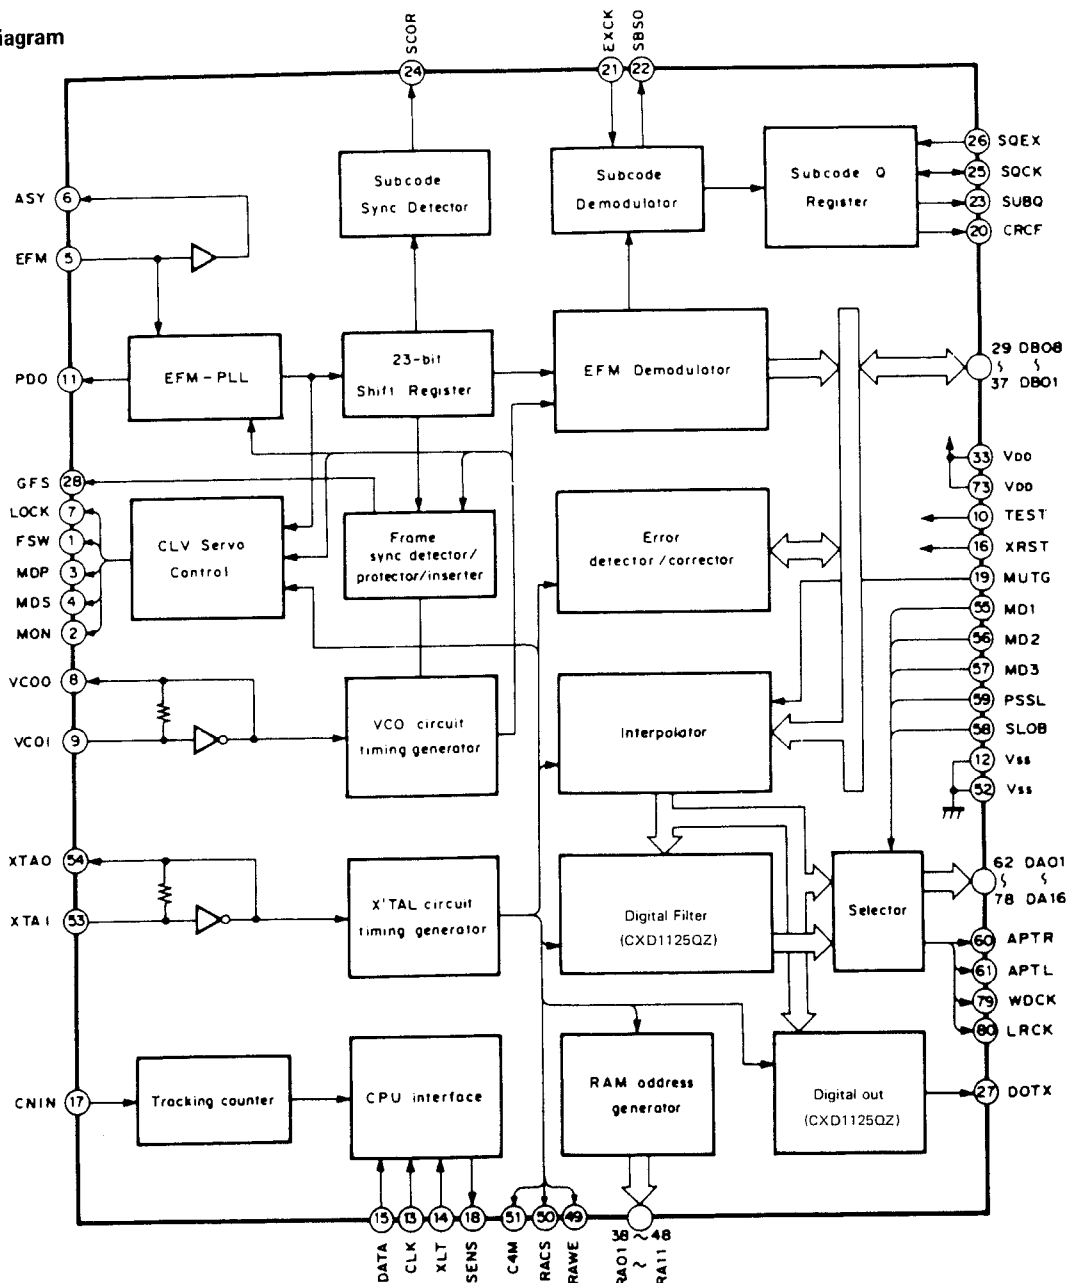 iagram
SCOR
24
EXCK
21
SBSO
22
ASY
6
EFM
5
Subcode
Sync Detector
Subcode
Demodulator
Subcode Q
Register
26 SQEX
25 SQCK
23 SUBQ
20 CRCF
PDO
11
EFM-PLL
23-bit
Shift Register
EFM Demodulator
29 DB08
~
37 DB01
GFS
28
LOCK
7
FSW
1
MDP
3
MDS
4
MON
2
CLV Servo
Control
Frame
sync detector/
protector/inserter
Error
detector/corrector
33 VDD
73 VDD
10 TEST
16 XRST
19 MUTG
55 MD1
56 MD2
57 MD3
59 PSSL
58 SLOB
12 Vss
52 Vss
VCOO
8
VCOI
9
VCO circuit
timing generator
Interpolator
XTAO
54
XTAI
53
X'TAL circuit
timing generator
Digital Filter
(CXD1125QZ)
Selector
62 DA01
~ ~
78 DA16
60 APTR
61 APTL
79 WDCK
80 LRCK
CNIN
17
Tracking counter
CPU interface
RAM address
generator
Digital out
(CXD1125QZ)
27 DOTX
15
DATA
13
CLK
14
XLT
18
SENS
51
C4M
50
RACS
49
RAWE
38 ~ 48
RA01 ~ RA11